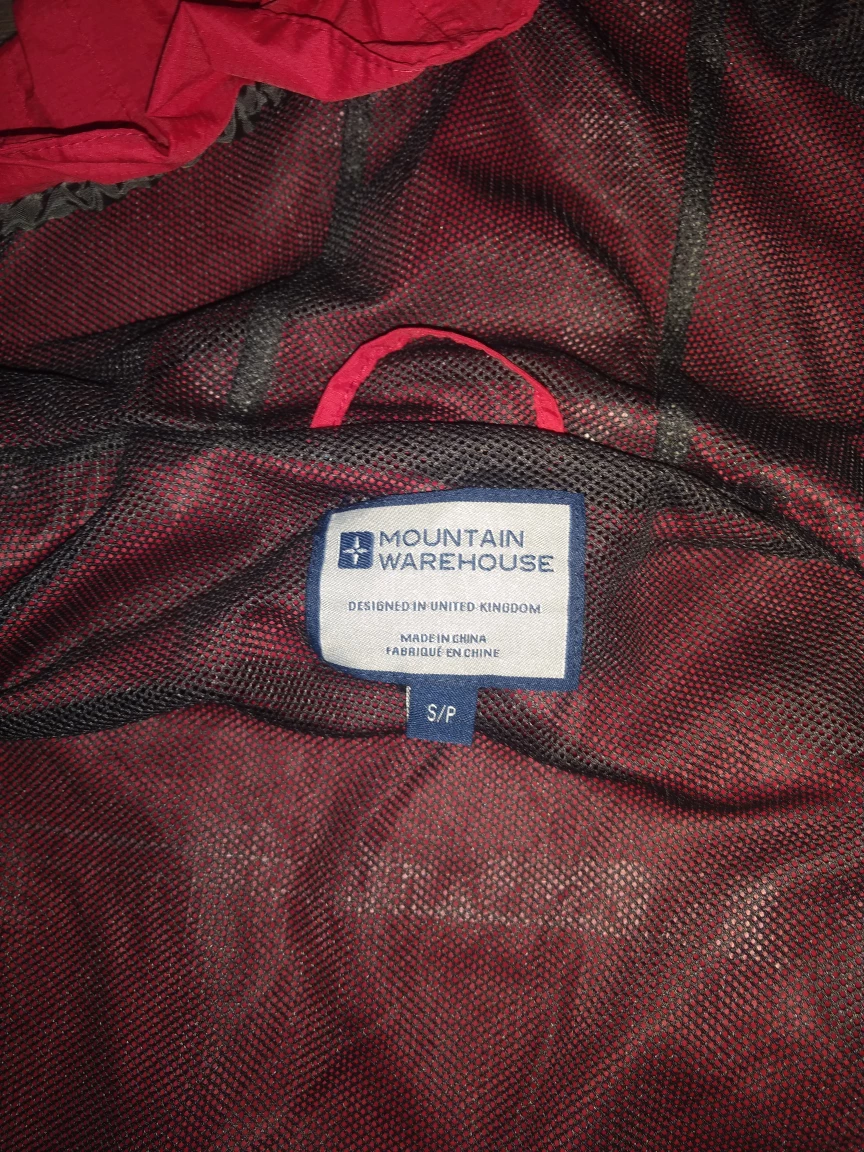 MOUNTAIN
WAREHOUSE
DESIGNED IN UNITED KINGDOM
MADE IN CHINA
FABRIQUÉ EN CHINE
S/P